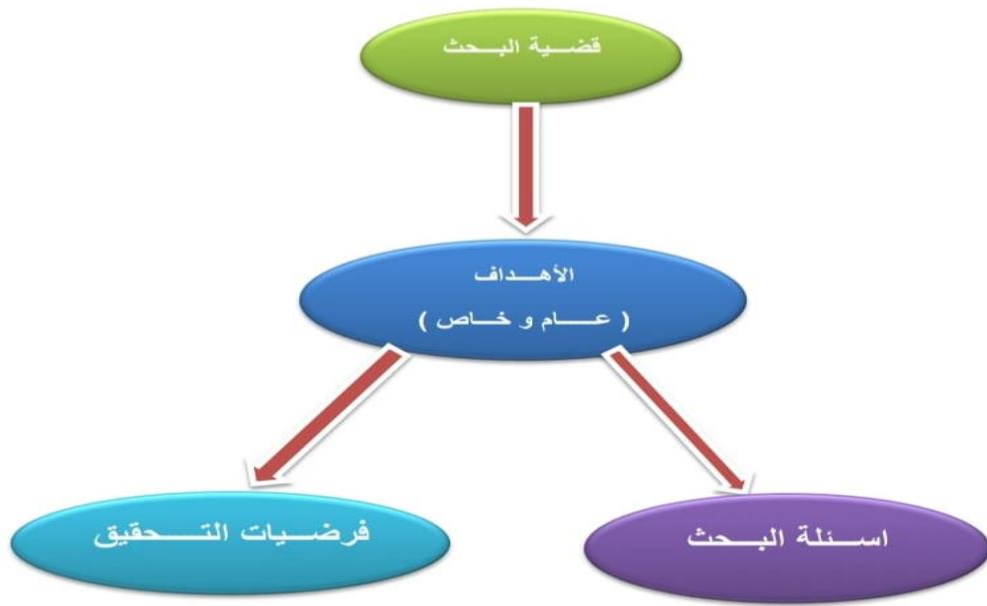 قضية البحث
الأهداف
( عام و خاص )
اسئلة البحث
فرضيات التحقيق